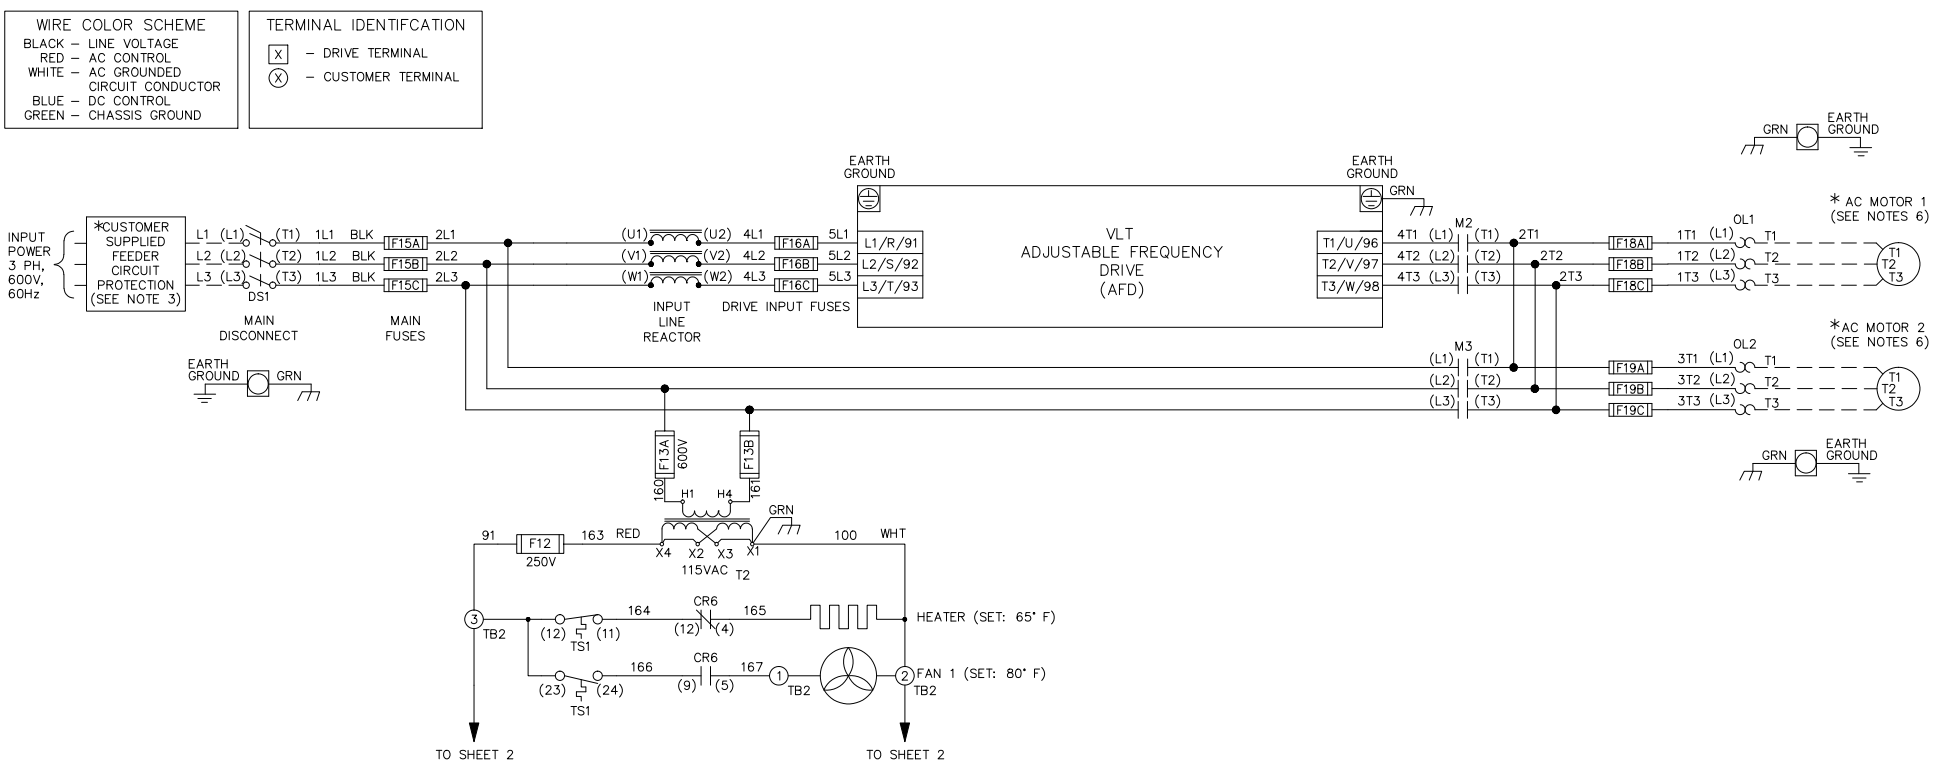 WIRE COLOR SCHEME
BLACK – LINE VOLTAGE
RED – AC CONTROL
WHITE – AC GROUNDED
CIRCUIT CONDUCTOR
BLUE – DC CONTROL
GREEN – CHASSIS GROUND
TERMINAL IDENTIFCATION
X – DRIVE TERMINAL
X – CUSTOMER TERMINAL
INPUT
POWER
3 PH,
600V,
60Hz
*CUSTOMER
SUPPLIED
FEEDER
CIRCUIT
PROTECTION
(SEE NOTE 3)
L1 (L1) (T1) 1L1 BLK F15A 2L1
L2 (L2) (T2) 1L2 BLK F15B 2L2
L3 (L3) (T3) 1L3 BLK F15C 2L3
DS1
MAIN
DISCONNECT
MAIN
FUSES
EARTH
GROUND
GRN
(U1) (U2) 4L1 F16A 5L1
(V1) (V2) 4L2 F16B 5L2
(W1) (W2) 4L3 F16C 5L3
INPUT
LINE
REACTOR
DRIVE INPUT FUSES
EARTH
GROUND
L1/R/91
L2/S/92
L3/T/93
VLT
ADJUSTABLE FREQUENCY
DRIVE
(AFD)
EARTH
GROUND
GRN
T1/U/96
T2/V/97
T3/W/98
M2
4T1 (L1) (T1) 2T1 F18A 1T1 (L1) T1
4T2 (L2) (T2) 2T2 F18B 1T2 (L2) T2
4T3 (L3) (T3) 2T3 F18C 1T3 (L3) T3
OL1
GRN
EARTH
GROUND
* AC MOTOR 1
(SEE NOTES 6)
T1
T2
T3
M3
(L1) (T1) F19A 3T1 (L1) T1
(L2) (T2) F19B 3T2 (L2) T2
(L3) (T3) F19C 3T3 (L3) T3
OL2
*AC MOTOR 2
(SEE NOTES 6)
T1
T2
T3
GRN
EARTH
GROUND
F13A
600V
F13B
160
161
H1 H4
GRN
91 F12 163 RED
250V
X4 X2 X3 X1
100 WHT
115VAC T2
3
TB2
(12) (11)
TS1
164
CR6
(12) (4)
165
HEATER (SET: 65° F)
(23) (24)
TS1
166
CR6
(9) (5)
167
1
TB2
2
TB2
FAN 1 (SET: 80° F)
TO SHEET 2
TO SHEET 2